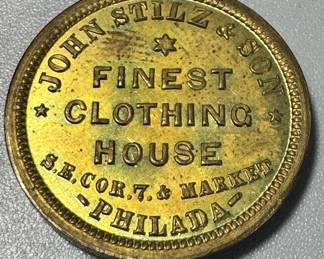 JOHN STILZ & SON
FINEST
CLOTHING
HOUSE
S.E.COR.7.& MARKET
-PHILADA-